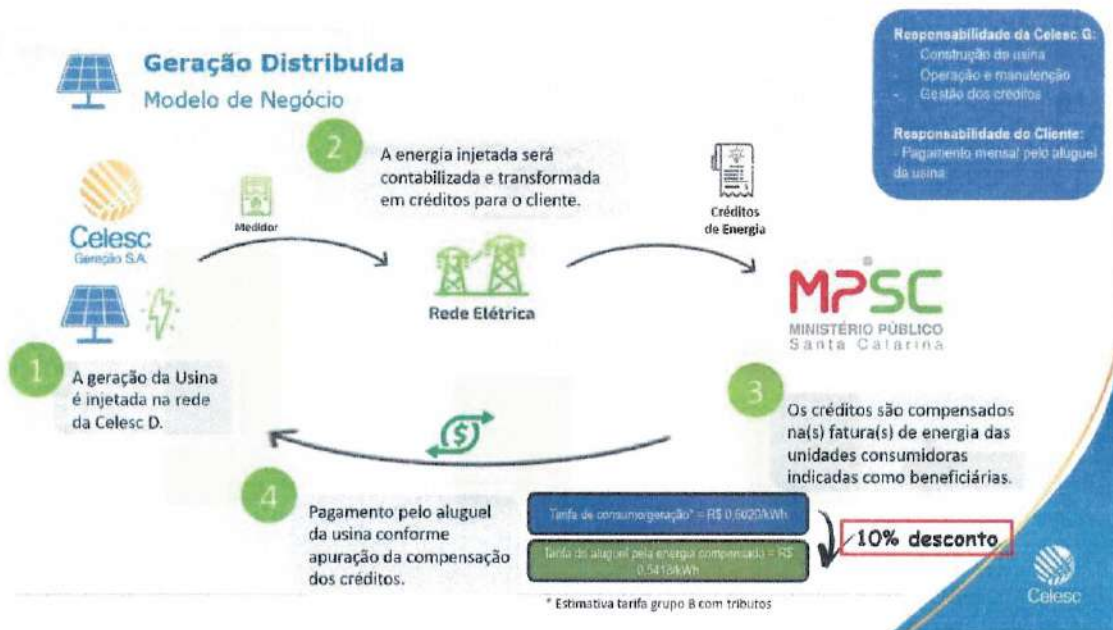 Geração Distribuída
Modelo de Negócio
Responsabilidade da Celesc G:
- Construção da usina
- Operação e manutenção
- Gestão dos créditos
Responsabilidade do Cliente:
- Pagamento mensal pelo aluguel
da usina
2
A energia injetada será
contabilizada e transformada
em créditos para o cliente.
Celesc
Geração S.A.
Medidor
Rede Elétrica
Créditos
de Energia
MPSC
MINISTÉRIO PÚBLICO
Santa Catarina
1
A geração da Usina
é injetada na rede
da Celesc D.
3
Os créditos são compensados
na(s) fatura(s) de energia das
unidades consumidoras
indicadas como beneficiárias.
$
4
Pagamento pelo aluguel
da usina conforme
apuração da compensação
dos créditos.
Tarifa de consumo/geração* = R$ 0,6020/kWh
Tarifa de aluguel pela energia compensada = R$
0,5418/kWh
10% desconto
* Estimativa tarifa grupo B com tributos
Celesc